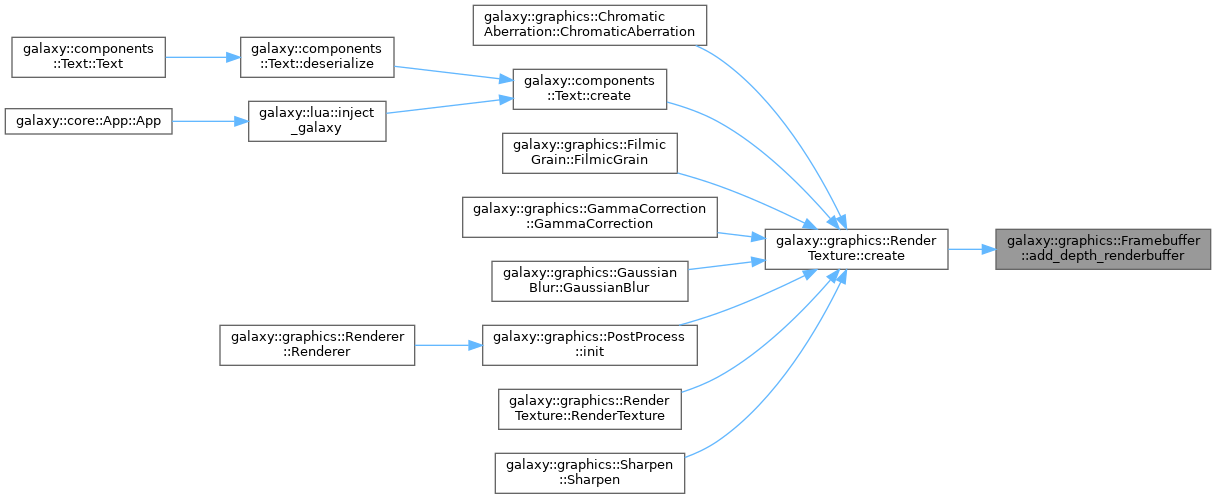 galaxy::graphics::Chromatic
Aberration::ChromaticAberration
galaxy::components
::Text::Text
galaxy::components
::Text::deserialize
galaxy::components
::Text::create
galaxy::core::App::App
galaxy::lua::inject
_galaxy
galaxy::graphics::Filmic
Grain::FilmicGrain
galaxy::graphics::GammaCorrection
::GammaCorrection
galaxy::graphics::Render
Texture::create
galaxy::graphics::Framebuffer
::add_depth_renderbuffer
galaxy::graphics::Gaussian
Blur::GaussianBlur
galaxy::graphics::Renderer
::Renderer
galaxy::graphics::PostProcess
::init
galaxy::graphics::Render
Texture::RenderTexture
galaxy::graphics::Sharpen
::Sharpen